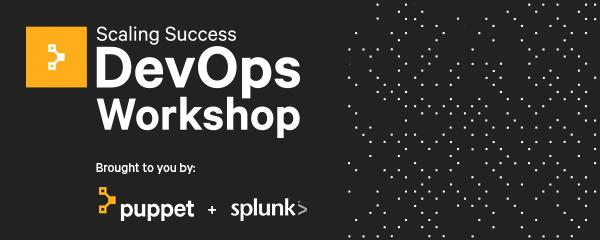 Scaling Success
DevOps
Workshop
Brought to you by:
puppet + splunk>